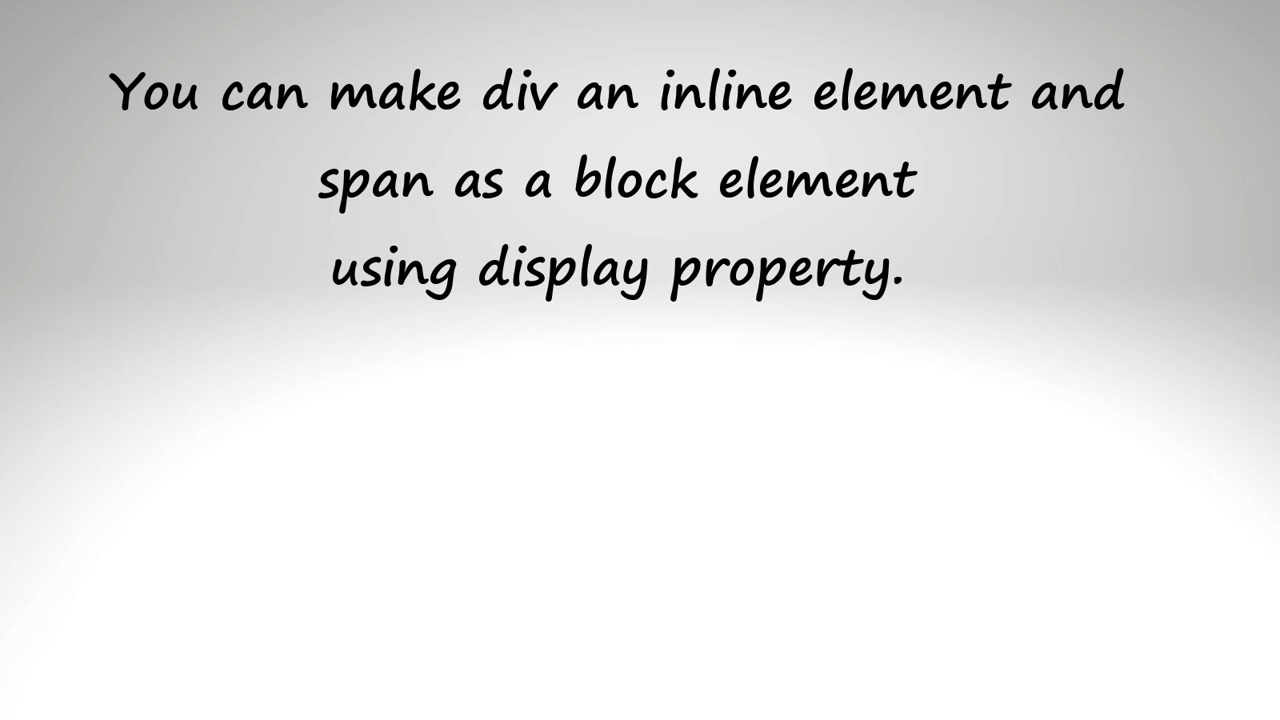 You can make div an inline element and
span as a block element
using display property.